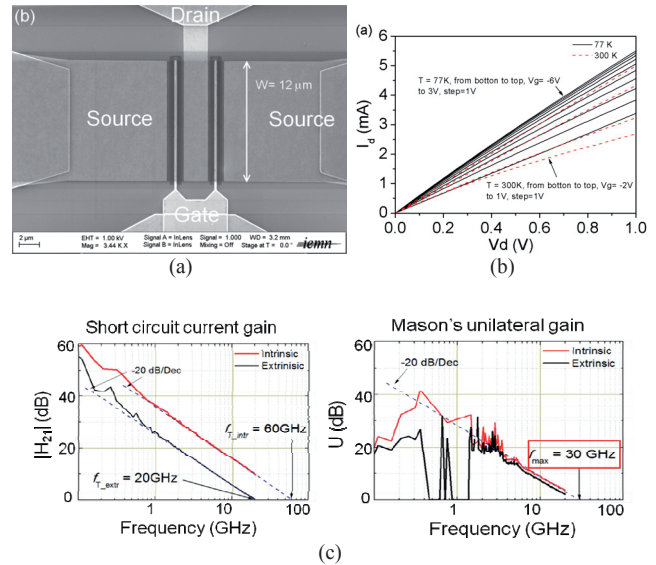 (b)
Drain
W= 12 µm
Source
Source
Gate
2 µm
EHT = 1.00 kV
Mag = 3.44 K X
Signal A = InLens
Signal B = InLens
Signal = 1.000
Mixing = Off
WD = 3.2 mm
Stage at T = 0.0 °
iemn
(a)
(a)
77 K
300 K
T = 77K, from botton to top, Vg= -6V
to 3V, step=1V
T = 300K, from botton to top, Vg= -2V
to 1V, step=1V
6
5
4
3
2
1
0
0.0 0.2 0.4 0.6 0.8 1.0
I_d (mA)
Vd (V)
(b)
Short circuit current gain
60
40
20
0
|H21| (dB)
Intrinsic
Extrinisic
-20 dB/Dec
f_T_intr = 60GHz
f_T_extr = 20GHz
1 10 100
Frequency (GHz)
Mason's unilateral gain
60
40
20
0
U (dB)
Intrinsic
Extrinsic
-20 dB/Dec
f_max = 30 GHz
1 10 100
Frequency (GHz)
(c)